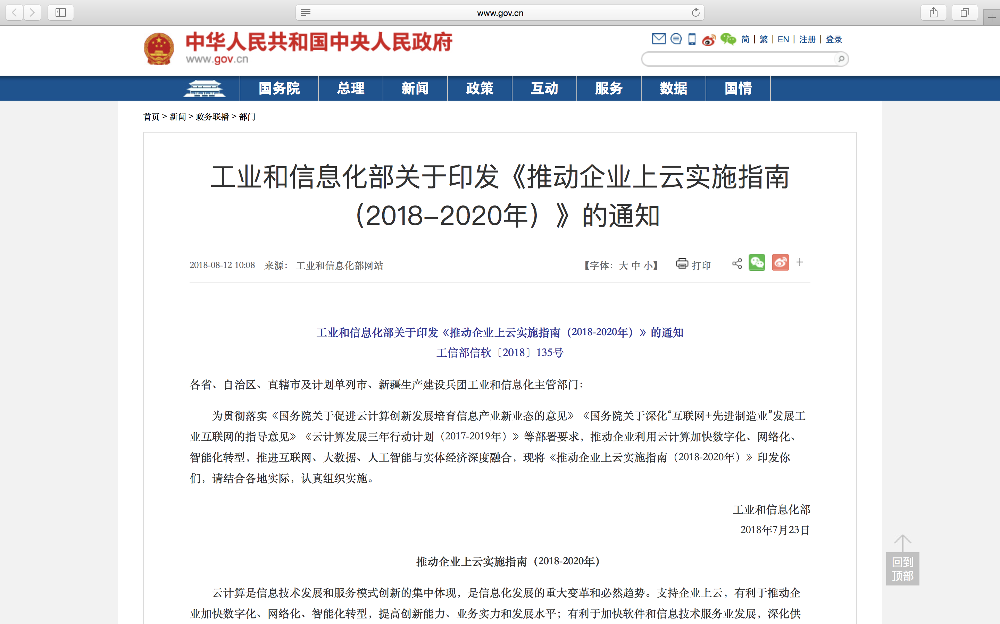 www.gov.cn
中华人民共和国中央人民政府
www.gov.cn
简 | 繁 | EN | 注册 | 登录
国务院 总理 新闻 政策 互动 服务 数据 国情
首页 > 新闻 > 政务联播 > 部门
工业和信息化部关于印发《推动企业上云实施指南
（2018-2020年）》的通知
2018-08-12 10:08 来源： 工业和信息化部网站 【字体：大 中 小】 打印
工业和信息化部关于印发《推动企业上云实施指南（2018-2020年）》的通知
工信部信软〔2018〕135号
各省、自治区、直辖市及计划单列市、新疆生产建设兵团工业和信息化主管部门：
为贯彻落实《国务院关于促进云计算创新发展培育信息产业新业态的意见》《国务院关于深化“互联网+先进制造业”发展工
业互联网的指导意见》《云计算发展三年行动计划（2017-2019年）》等部署要求，推动企业利用云计算加快数字化、网络化、
智能化转型，推进互联网、大数据、人工智能与实体经济深度融合，现将《推动企业上云实施指南（2018-2020年）》印发你
们，请结合各地实际，认真组织实施。
工业和信息化部
2018年7月23日
推动企业上云实施指南（2018-2020年）
云计算是信息技术发展和服务模式创新的集中体现，是信息化发展的重大变革和必然趋势。支持企业上云，有利于推动企
业加快数字化、网络化、智能化转型，提高创新能力、业务实力和发展水平；有利于加快软件和信息技术服务业发展，深化供
回到
顶部